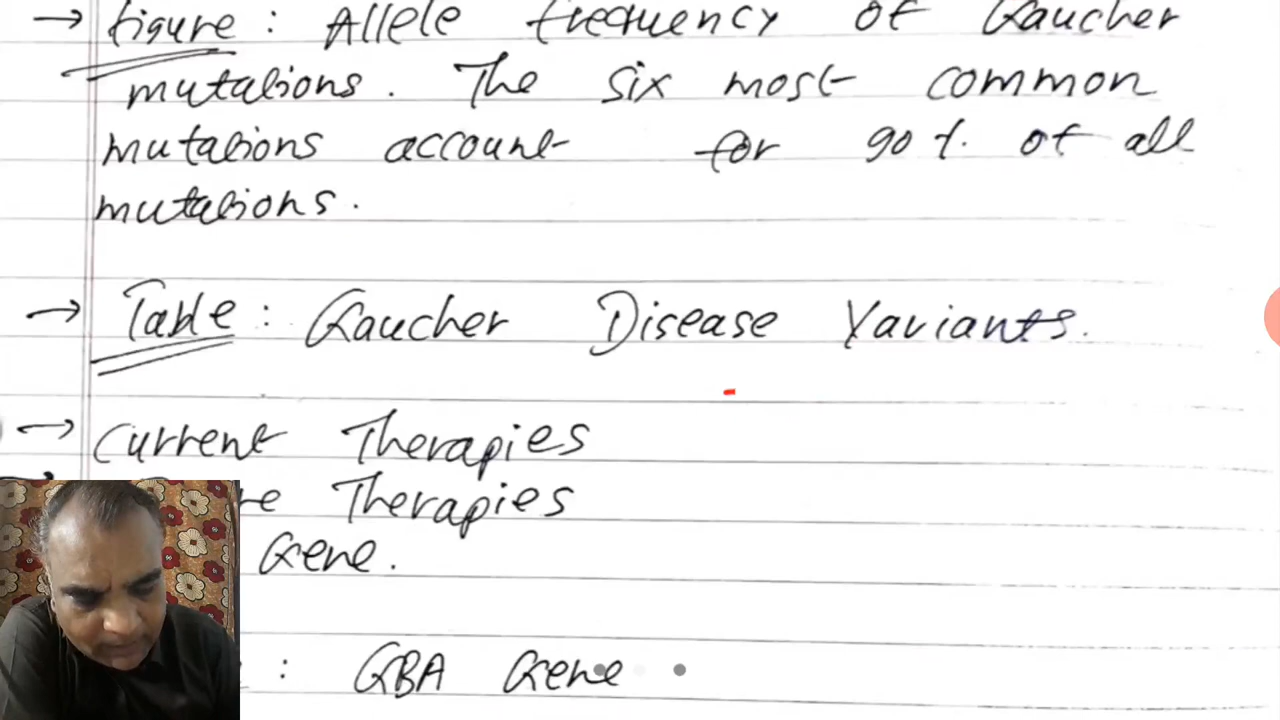 → Figure : Allele frequency of Gaucher
mutations. The six most common
mutations account for 90 %. of all
mutations.
→ Table : Gaucher Disease Variants.
→ Current Therapies
Therapies
Gene.
: GBA Gene